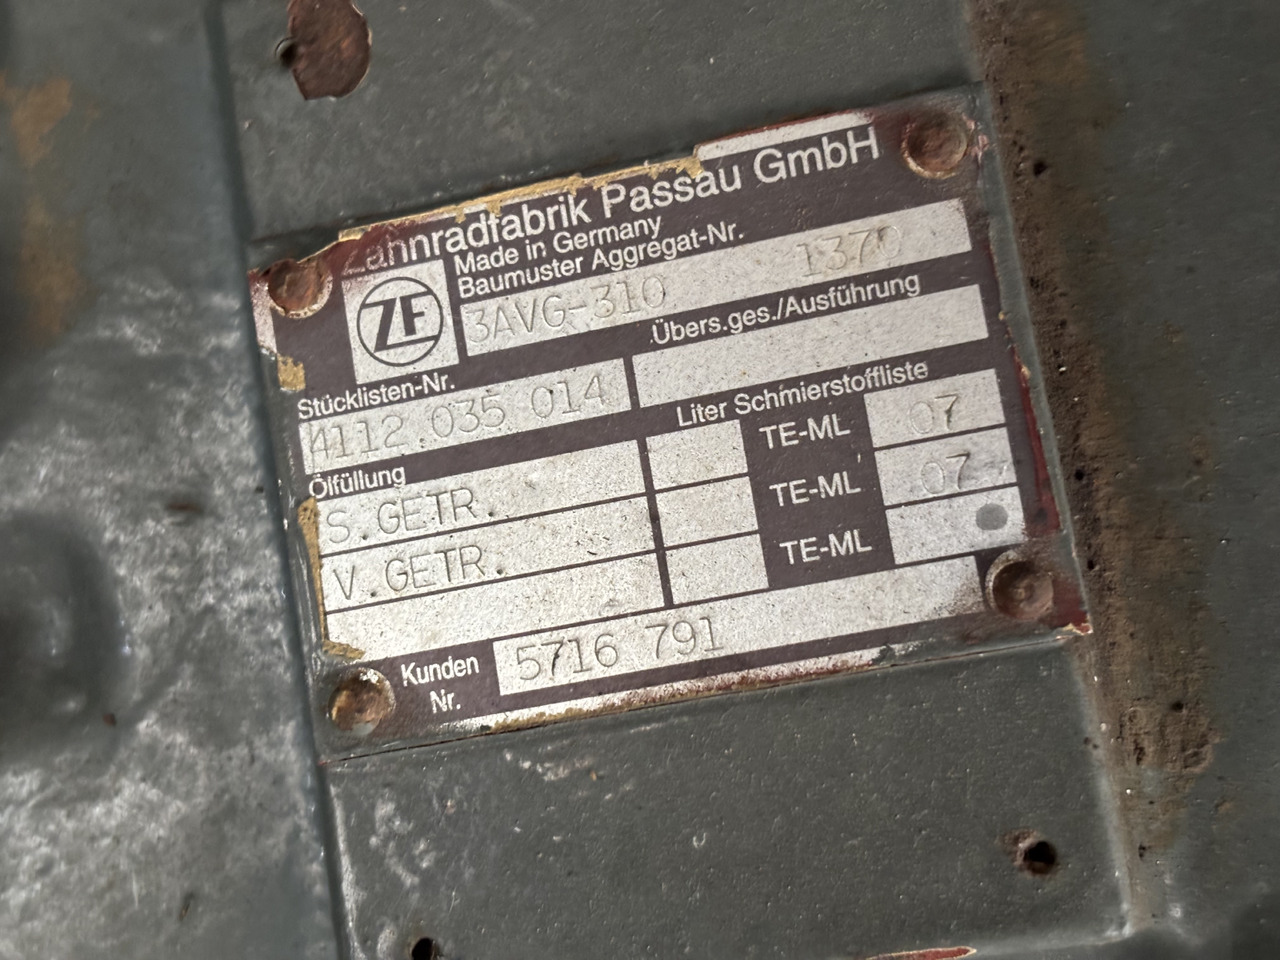 Zahnradfabrik Passau GmbH
Made in Germany
Baumuster Aggregat-Nr.
ZF
3AVG-310 1370
Stücklisten-Nr. Übers.ges./Ausführung
4112 035 014
Ölfüllung Liter Schmierstoffliste
S.GETR. TE-ML 07
V.GETR. TE-ML 07
TE-ML
Kunden Nr. 5716 791